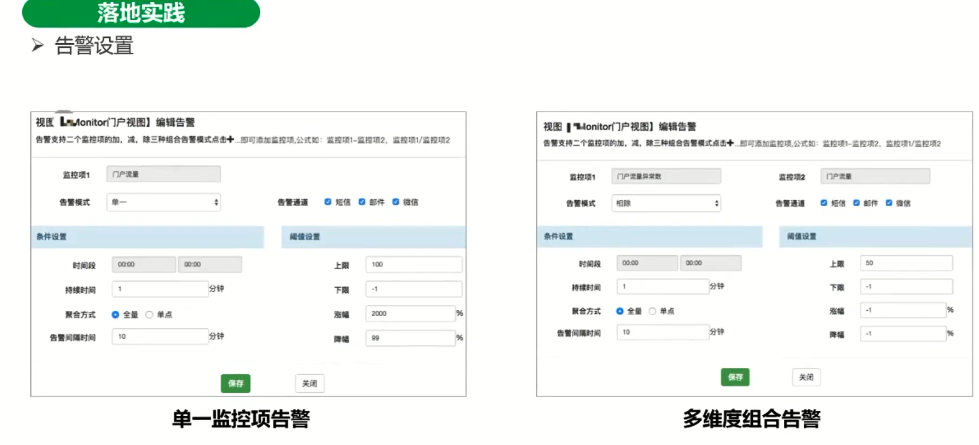 落地实践
➢ 告警设置
视图【Monitor门户视图】编辑告警
告警支持二个监控项的加，减，除三种组合告警模式点击✚...即可添加监控项,公式如：监控项1-监控项2，监控项1/监控项2
监控项1 门户流量
告警模式 单一 告警通道 短信 邮件 微信
条件设置 阈值设置
时间段 00:00 00:00 上限 100
持续时间 1 分钟 下限 -1
聚合方式 全量 单点 涨幅 2000 %
告警间隔时间 10 分钟 降幅 99 %
保存 关闭
单一监控项告警
视图【Monitor门户视图】编辑告警
告警支持二个监控项的加，减，除三种组合告警模式点击✚...即可添加监控项,公式如：监控项1-监控项2，监控项1/监控项2
监控项1 门户流量异常数 监控项2 门户流量
告警模式 相除 告警通道 短信 邮件 微信
条件设置 阈值设置
时间段 00:00 00:00 上限 50
持续时间 1 分钟 下限 -1
聚合方式 全量 单点 涨幅 -1 %
告警间隔时间 10 分钟 降幅 -1 %
保存 关闭
多维度组合告警